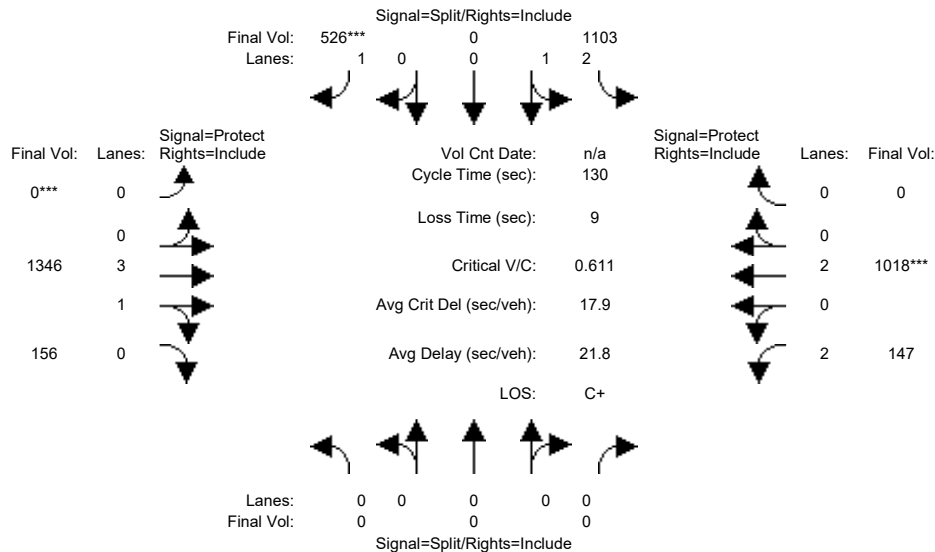 Signal=Split/Rights=Include
Final Vol: 526*** 0 1103
Lanes: 1 0 0 1 2
Signal=Protect Signal=Protect
Final Vol: Lanes: Rights=Include Vol Cnt Date: n/a Rights=Include Lanes: Final Vol:
Cycle Time (sec): 130
0*** 0 0 0
Loss Time (sec): 9
0 0
1346 3 Critical V/C: 0.611 2 1018***
1 Avg Crit Del (sec/veh): 17.9 0
156 0 Avg Delay (sec/veh): 21.8 2 147
LOS: C+
Lanes: 0 0 0 0 0
Final Vol: 0 0 0
Signal=Split/Rights=Include